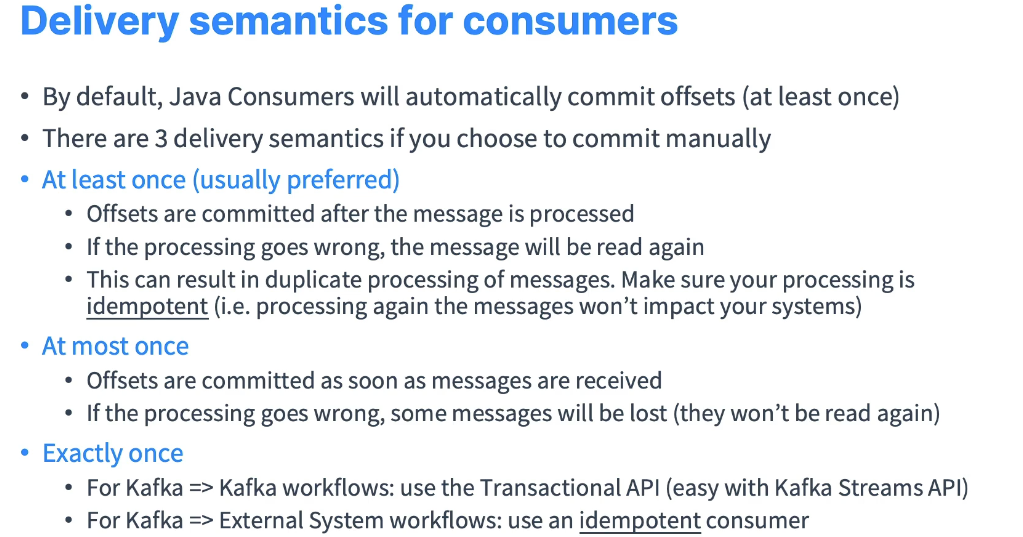 Delivery semantics for consumers
• By default, Java Consumers will automatically commit offsets (at least once)
• There are 3 delivery semantics if you choose to commit manually
• At least once (usually preferred)
• Offsets are committed after the message is processed
• If the processing goes wrong, the message will be read again
• This can result in duplicate processing of messages. Make sure your processing is
idempotent (i.e. processing again the messages won’t impact your systems)
• At most once
• Offsets are committed as soon as messages are received
• If the processing goes wrong, some messages will be lost (they won’t be read again)
• Exactly once
• For Kafka => Kafka workflows: use the Transactional API (easy with Kafka Streams API)
• For Kafka => External System workflows: use an idempotent consumer